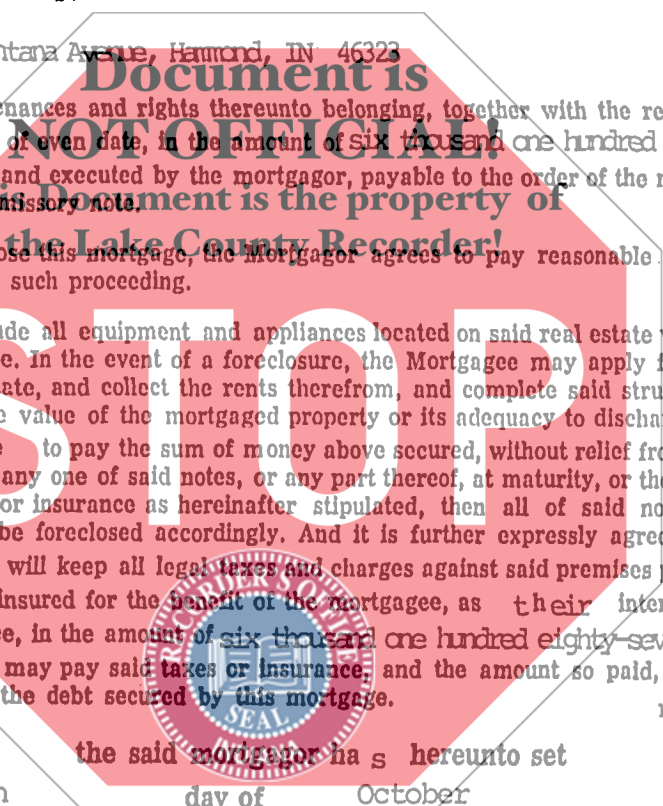 ntana Avenue, Hammond, IN 46323
Document is
enances and rights thereunto belonging, together with the re
NOT OFFICIAL!
of even date, in the amount of six thousand one hundred
and executed by the mortgagor, payable to the order of the
is Document is the property of
missory note.
the Lake County Recorder!
ose this mortgage, the Mortgagor agrees to pay reasonable
such proceeding.
STOP
ude all equipment and appliances located on said real estate
e. In the event of a foreclosure, the Mortgagee may apply f
ate, and collect the rents therefrom, and complete said stru
e value of the mortgaged property or its adequacy to discha
e to pay the sum of money above secured, without relief fro
any one of said notes, or any part thereof, at maturity, or the
or insurance as hereinafter stipulated, then all of said no
be foreclosed accordingly. And it is further expressly agree
will keep all legal taxes and charges against said premises
insured for the benefit of the mortgagee, as their inter
ee, in the amount of six thousand one hundred eighty-sev
may pay said taxes or insurance, and the amount so paid,
the debt secured by this mortgage.
SEAL
the said mortgagor ha s hereunto set
day of October